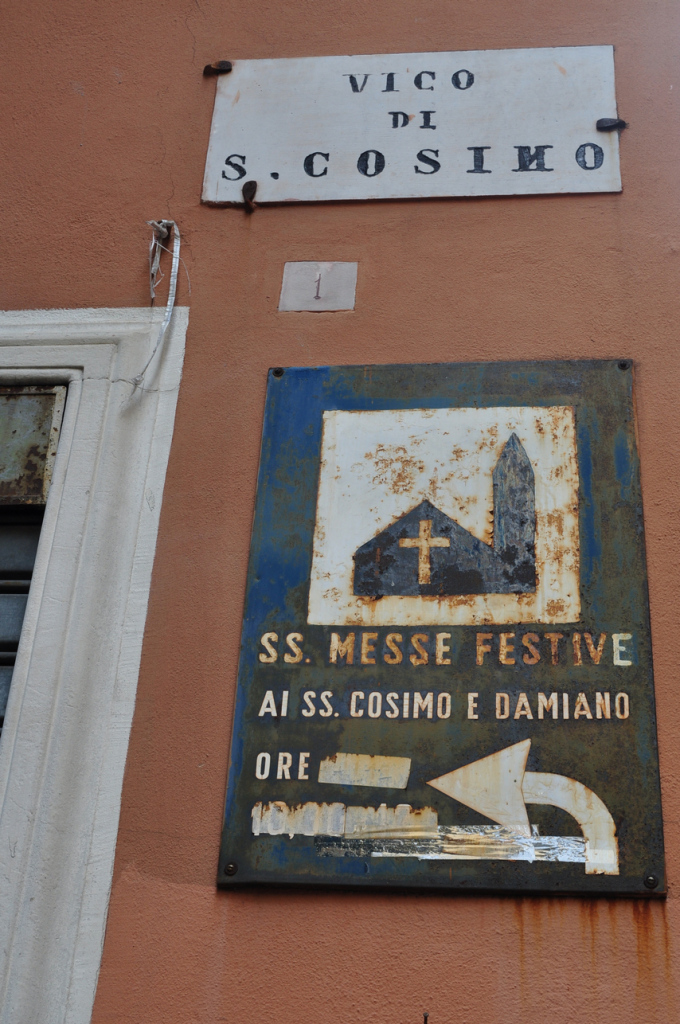 VICO
DI
S. COSIMO
1
SS. MESSE FESTIVE
AI SS. COSIMO E DAMIANO
ORE